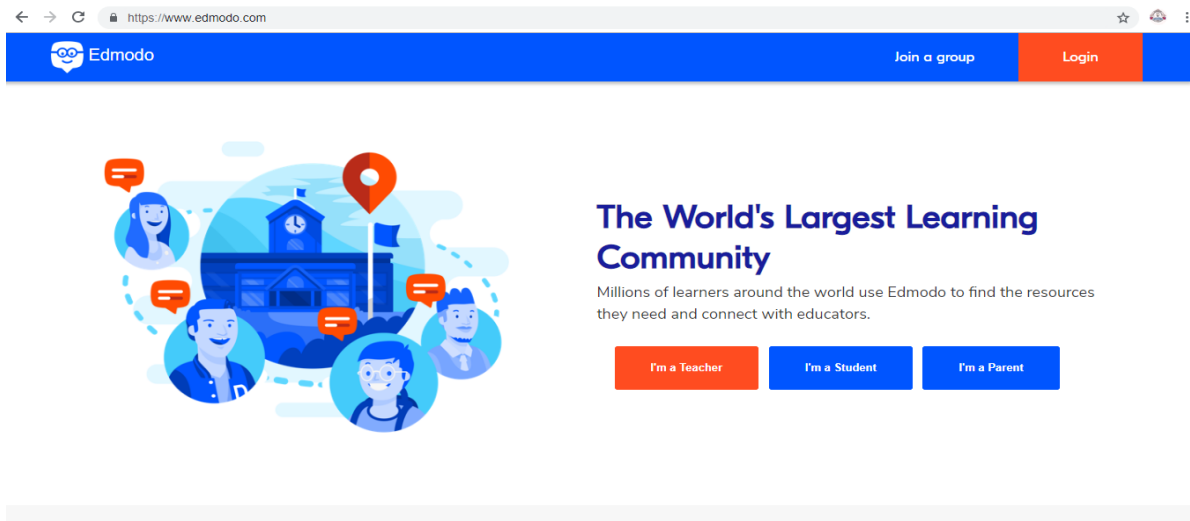 https://www.edmodo.com
Edmodo
Join a group
Login
The World's Largest Learning
Community
Millions of learners around the world use Edmodo to find the resources
they need and connect with educators.
I'm a Teacher
I'm a Student
I'm a Parent
D